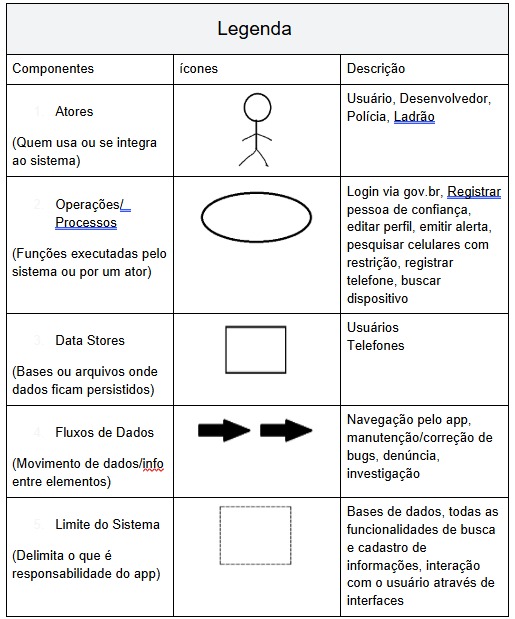 Legenda
Componentes
ícones
Descrição
1. Atores
(Quem usa ou se integra
ao sistema)
Usuário, Desenvolvedor,
Polícia, Ladrão
2. Operações/
Processos
(Funções executadas pelo
sistema ou por um ator)
Login via gov.br, Registrar
pessoa de confiança,
editar perfil, emitir alerta,
pesquisar celulares com
restrição, registrar
telefone, buscar
dispositivo
3. Data Stores
(Bases ou arquivos onde
dados ficam persistidos)
Usuários
Telefones
4. Fluxos de Dados
(Movimento de dados/info
entre elementos)
Navegação pelo app,
manutenção/correção de
bugs, denúncia,
investigação
5. Limite do Sistema
(Delimita o que é
responsabilidade do app)
Bases de dados, todas as
funcionalidades de busca
e cadastro de
informações, interação
com o usuário através de
interfaces